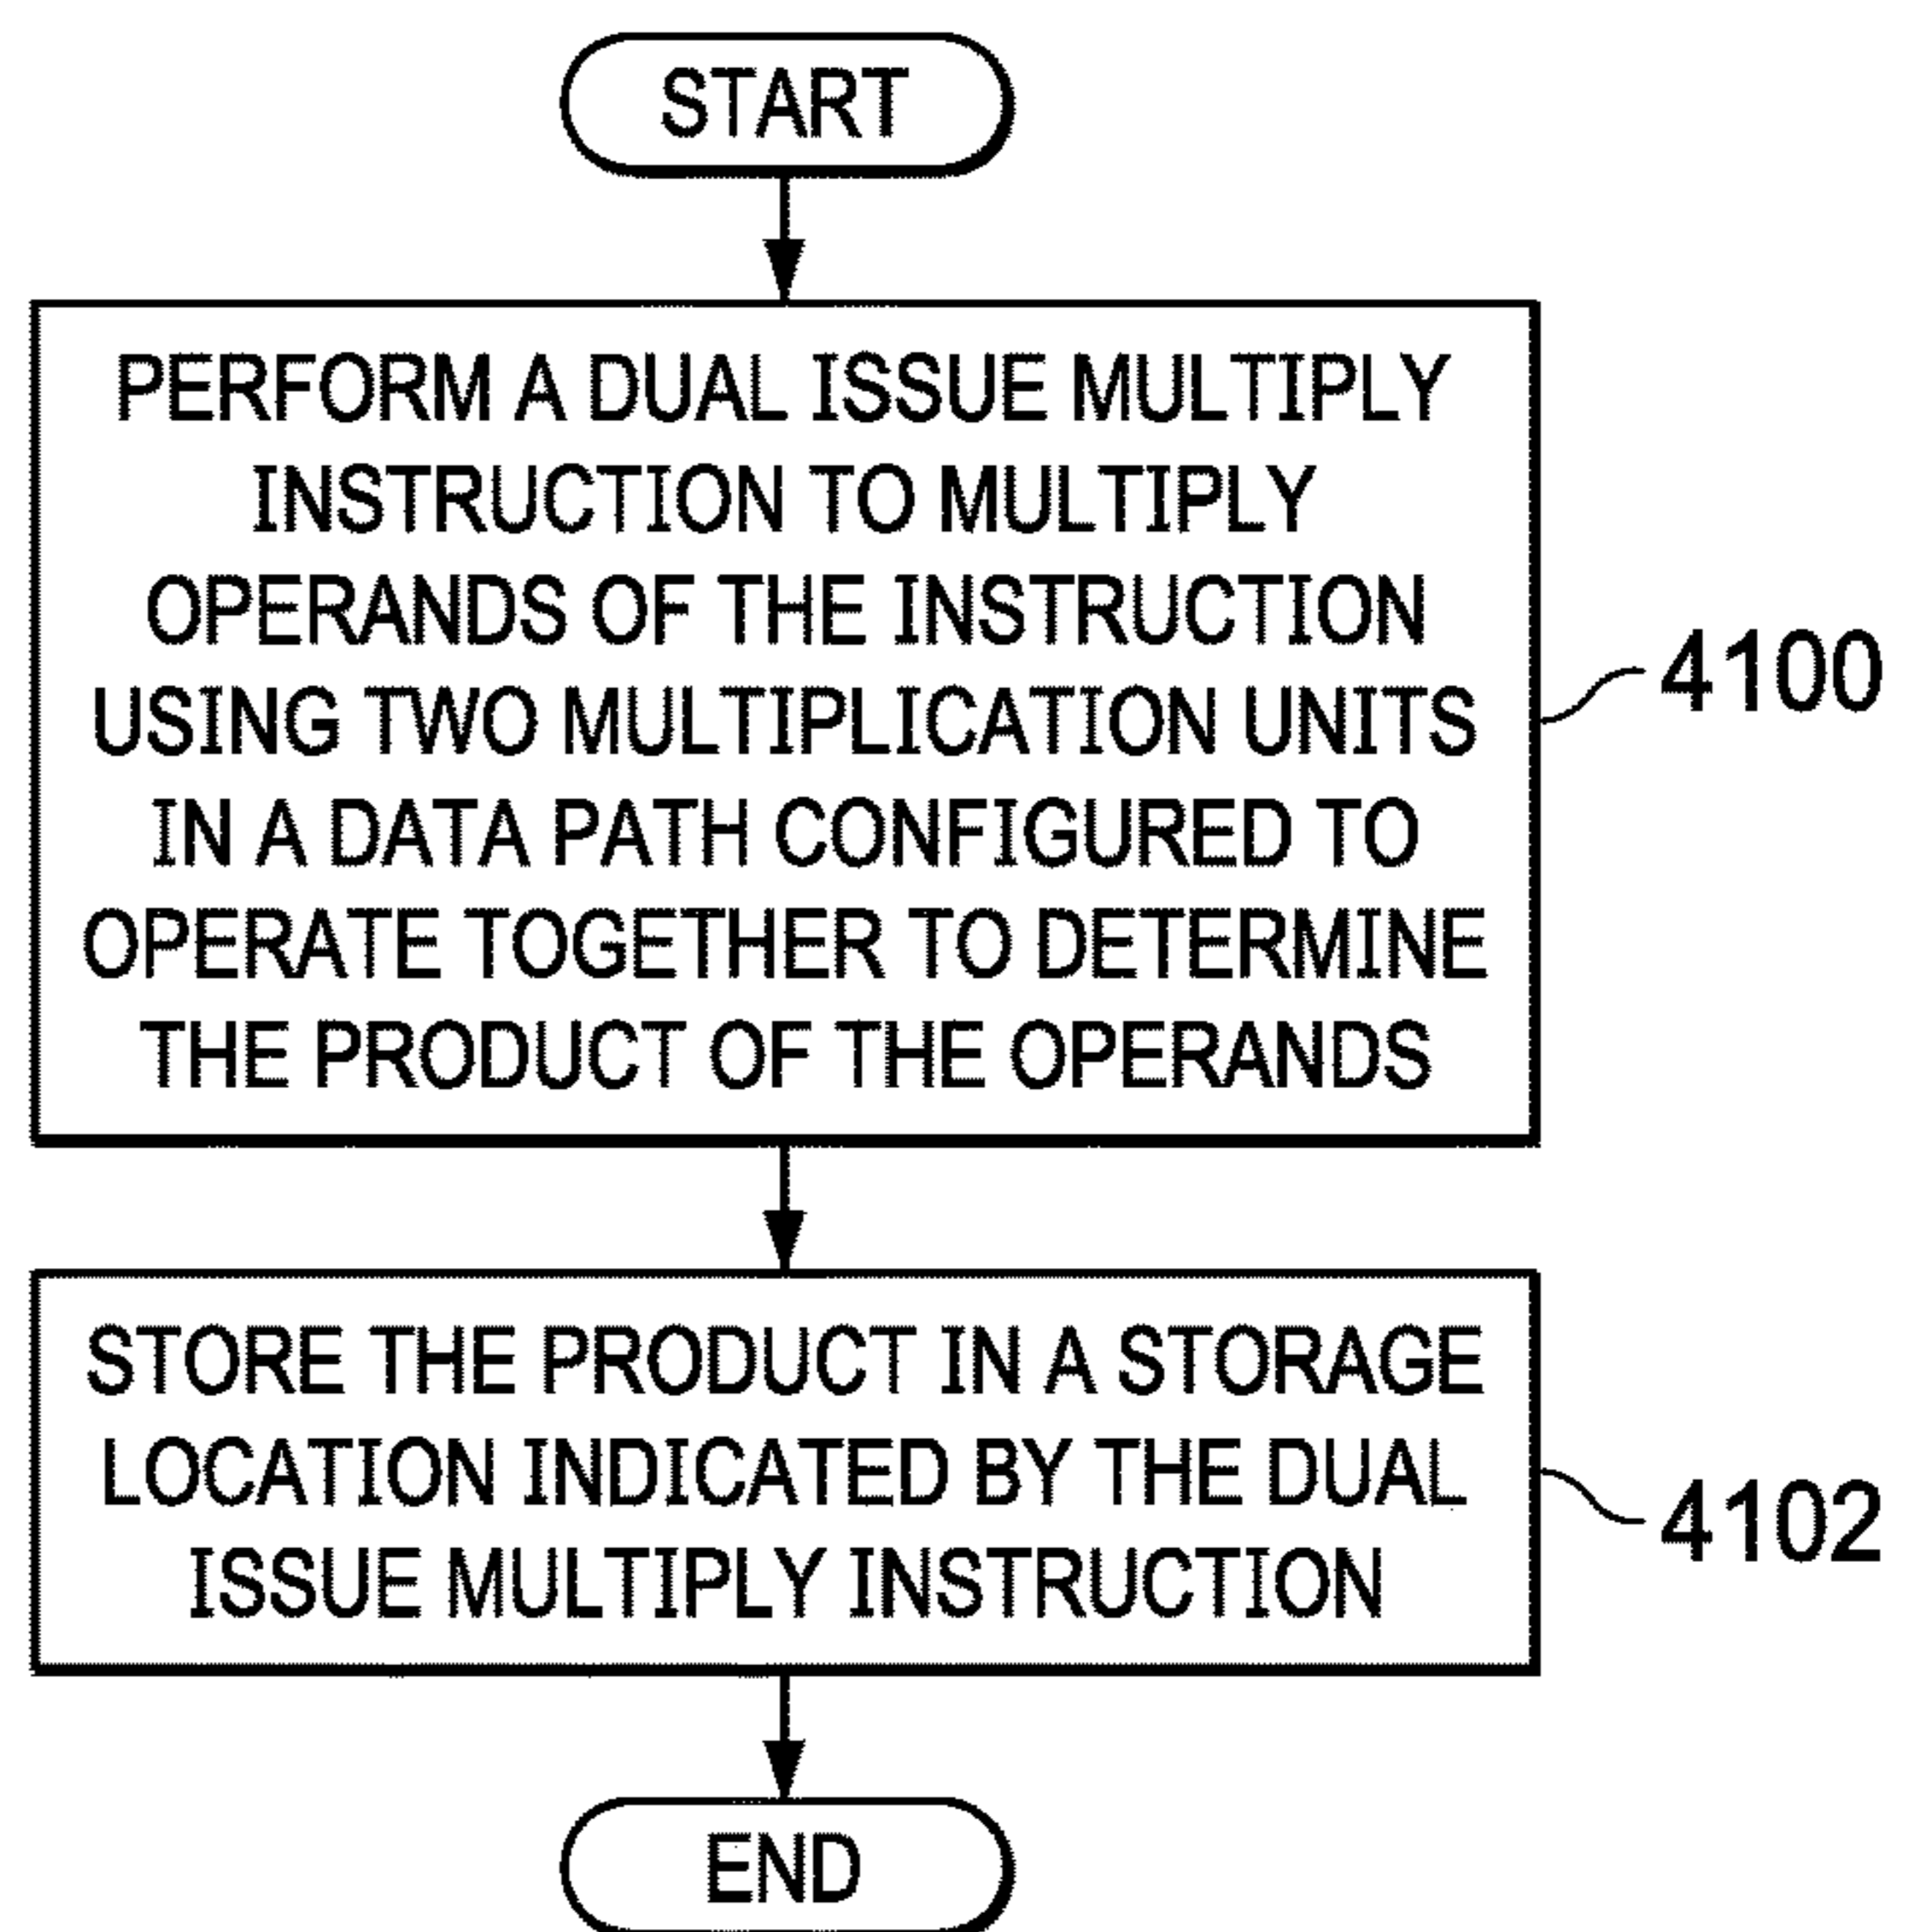 START
PERFORM A DUAL ISSUE MULTIPLY
INSTRUCTION TO MULTIPLY
OPERANDS OF THE INSTRUCTION
USING TWO MULTIPLICATION UNITS
IN A DATA PATH CONFIGURED TO
OPERATE TOGETHER TO DETERMINE
THE PRODUCT OF THE OPERANDS
4100
STORE THE PRODUCT IN A STORAGE
LOCATION INDICATED BY THE DUAL
ISSUE MULTIPLY INSTRUCTION
4102
END